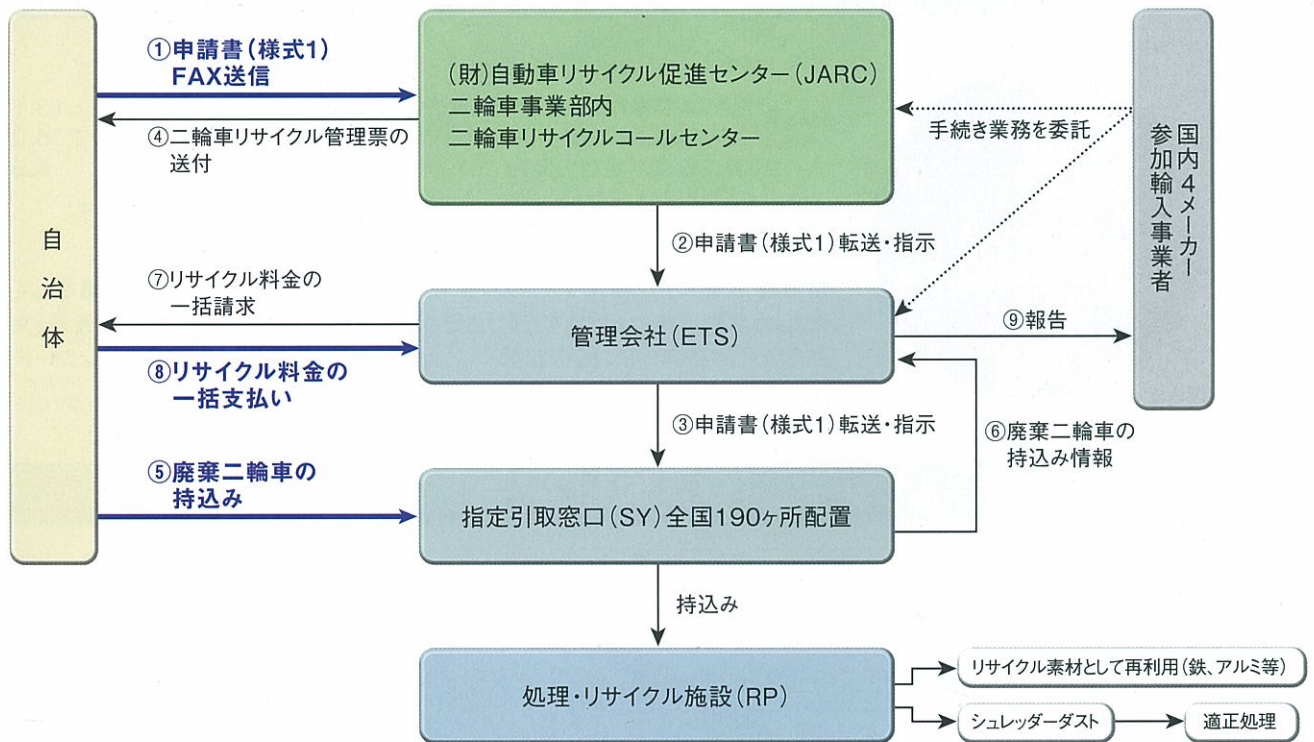 ①申請書(様式1)
FAX送信
④二輪車リサイクル管理票の
送付
(財)自動車リサイクル促進センター(JARC)
二輪車事業部内
二輪車リサイクルコールセンター
手続き業務を委託
国内4メーカー
参加輸入事業者
自治体
②申請書(様式1)転送・指示
⑦リサイクル料金の
一括請求
管理会社(ETS)
⑨報告
⑧リサイクル料金の
一括支払い
③申請書(様式1)転送・指示
⑥廃棄二輪車の
持込み情報
⑤廃棄二輪車の
持込み
指定引取窓口(SY)全国190ヶ所配置
持込み
処理・リサイクル施設(RP)
リサイクル素材として再利用(鉄、アルミ等)
シュレッダーダスト
適正処理